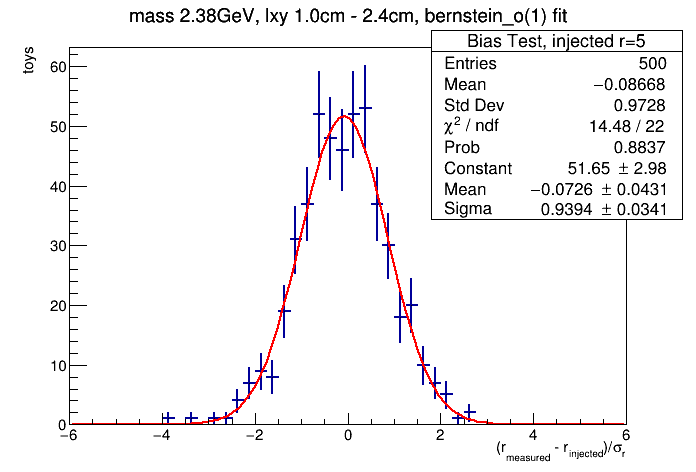 mass 2.38GeV, lxy 1.0cm - 2.4cm, bernstein_o(1) fit
toys
Bias Test, injected r=5
Entries 500
Mean −0.08668
Std Dev 0.9728
χ² / ndf 14.48 / 22
Prob 0.8837
Constant 51.65 ± 2.98
Mean −0.0726 ± 0.0431
Sigma 0.9394 ± 0.0341
60
50
40
30
20
10
0
−6 −4 −2 0 2 4 6
(r_measured - r_injected)/σ_r